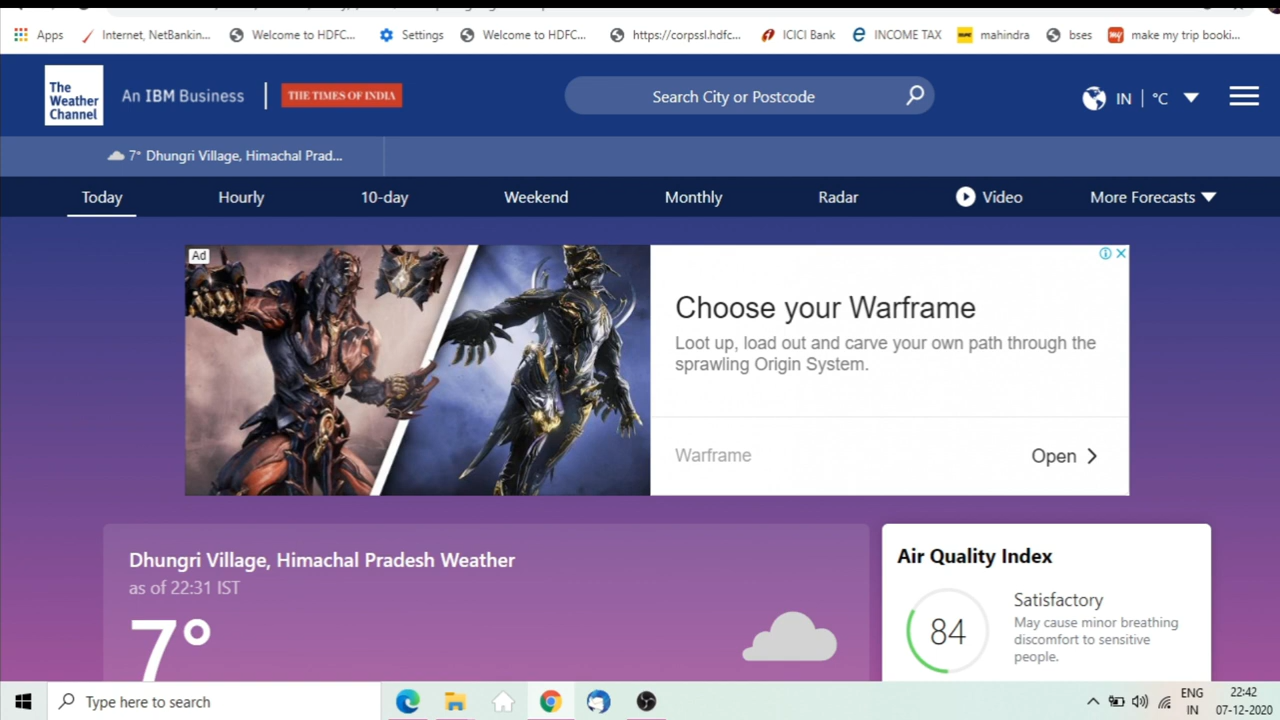 Apps
Internet, NetBankin...
Welcome to HDFC...
Settings
Welcome to HDFC...
https://corpssl.hdfc...
ICICI Bank
INCOME TAX
mahindra
bses
make my trip booki...
The
Weather
Channel
An IBM Business
THE TIMES OF INDIA
Search City or Postcode
IN
°C
7° Dhungri Village, Himachal Prad...
Today
Hourly
10-day
Weekend
Monthly
Radar
Video
More Forecasts
Ad
Choose your Warframe
Loot up, load out and carve your own path through the
sprawling Origin System.
Warframe
Open
Dhungri Village, Himachal Pradesh Weather
as of 22:31 IST
7°
Air Quality Index
84
Satisfactory
May cause minor breathing
discomfort to sensitive
people.
Type here to search
ENG
IN
22:42
07-12-2020